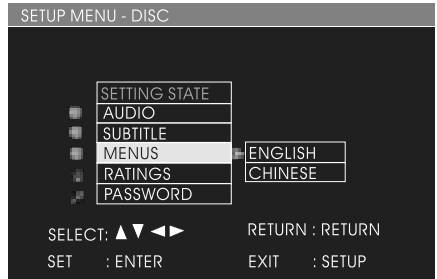 SETUP MENU - DISC
SETTING STATE
AUDIO
SUBTITLE
MENUS
ENGLISH
RATINGS
CHINESE
PASSWORD
SELECT: ▲▼◄► RETURN : RETURN
SET : ENTER EXIT : SETUP